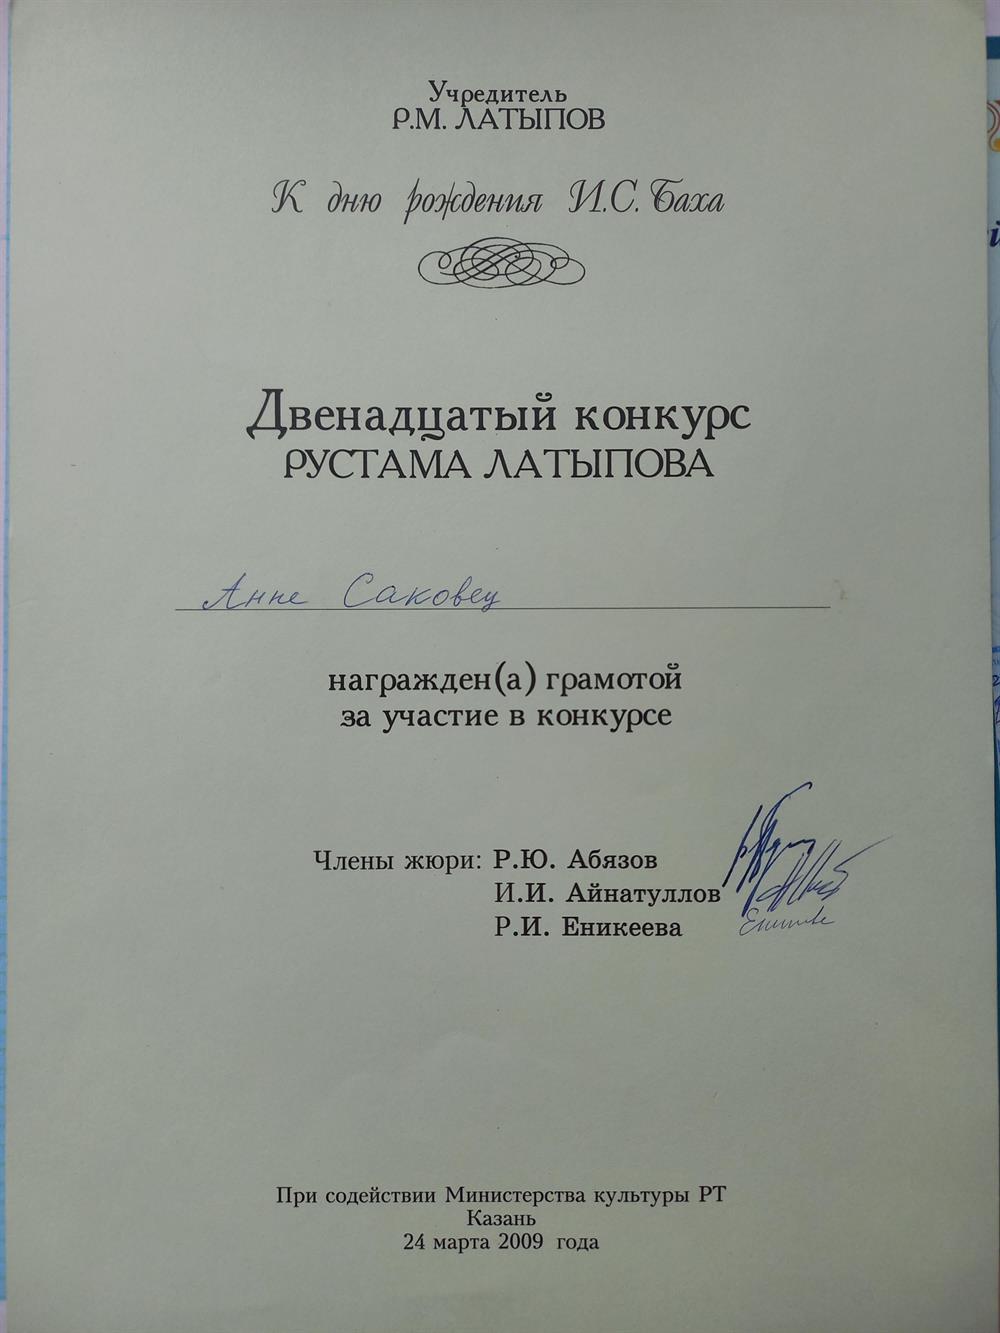 Учредитель
Р.М. ЛАТЫПОВ
К дню рождения И.С. Баха
Двенадцатый конкурс
РУСТАМА ЛАТЫПОВА
Анне Саковец
награжден(а) грамотой
за участие в конкурсе
Члены жюри: Р.Ю. Абязов
И.И. Айнатуллов
Р.И. Еникеева
При содействии Министерства культуры РТ
Казань
24 марта 2009 года